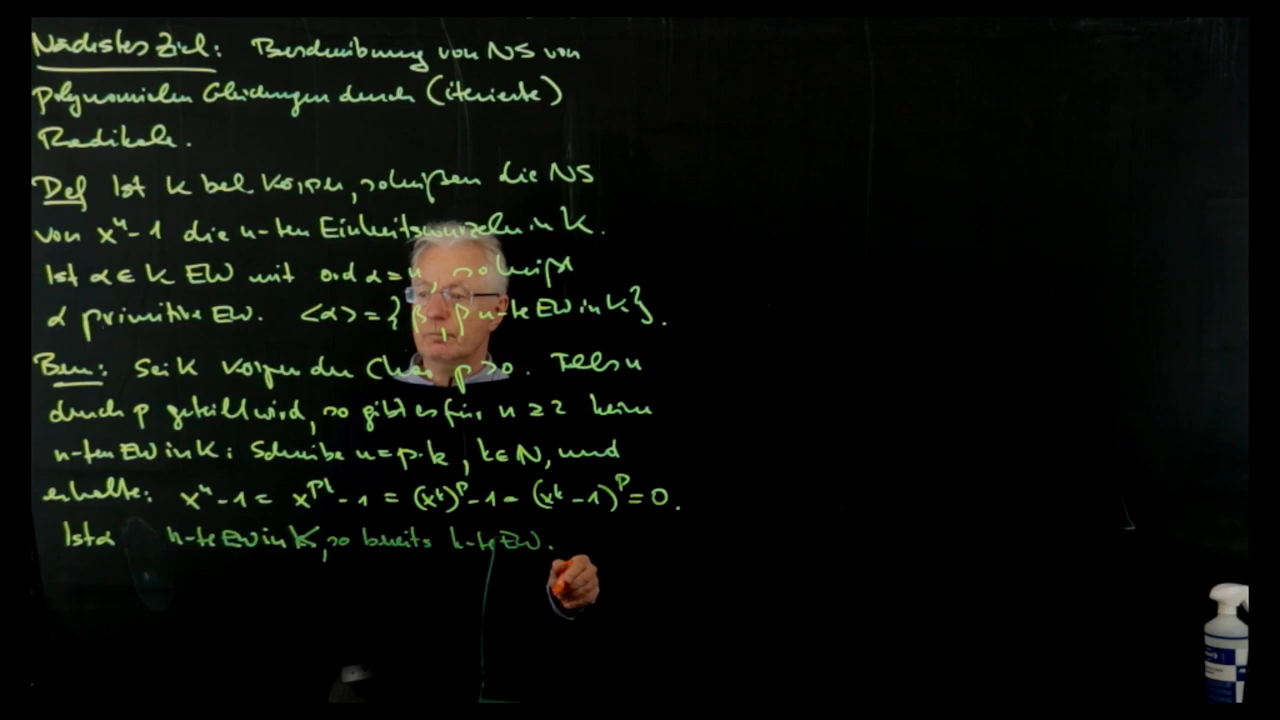 Nächstes Ziel: Beschreibung von NS von
polynomialen Gleichungen durch (iterierte)
Radikale.
Def Ist K bel Körper, so heißen die NS
von x^n - 1 die n-ten Einheitswurzeln in K.
Ist α ∈ K EW mit ord α = n, so heißt
α primitive EW. <α> = { β, β n-te EW in K}.
Bem: Sei K Körper der Char p > 0. Falls n
durch p geteilt wird, so gibt es für n ≥ 2 keine
n-ten EW in K: Schreibe n = p·k, k ∈ N, und
erhalte: x^n - 1 = x^{pk} - 1 = (x^k)^p - 1 = (x^k - 1)^p = 0.
Ist α n-te EW in K, so bereits k-te EW.